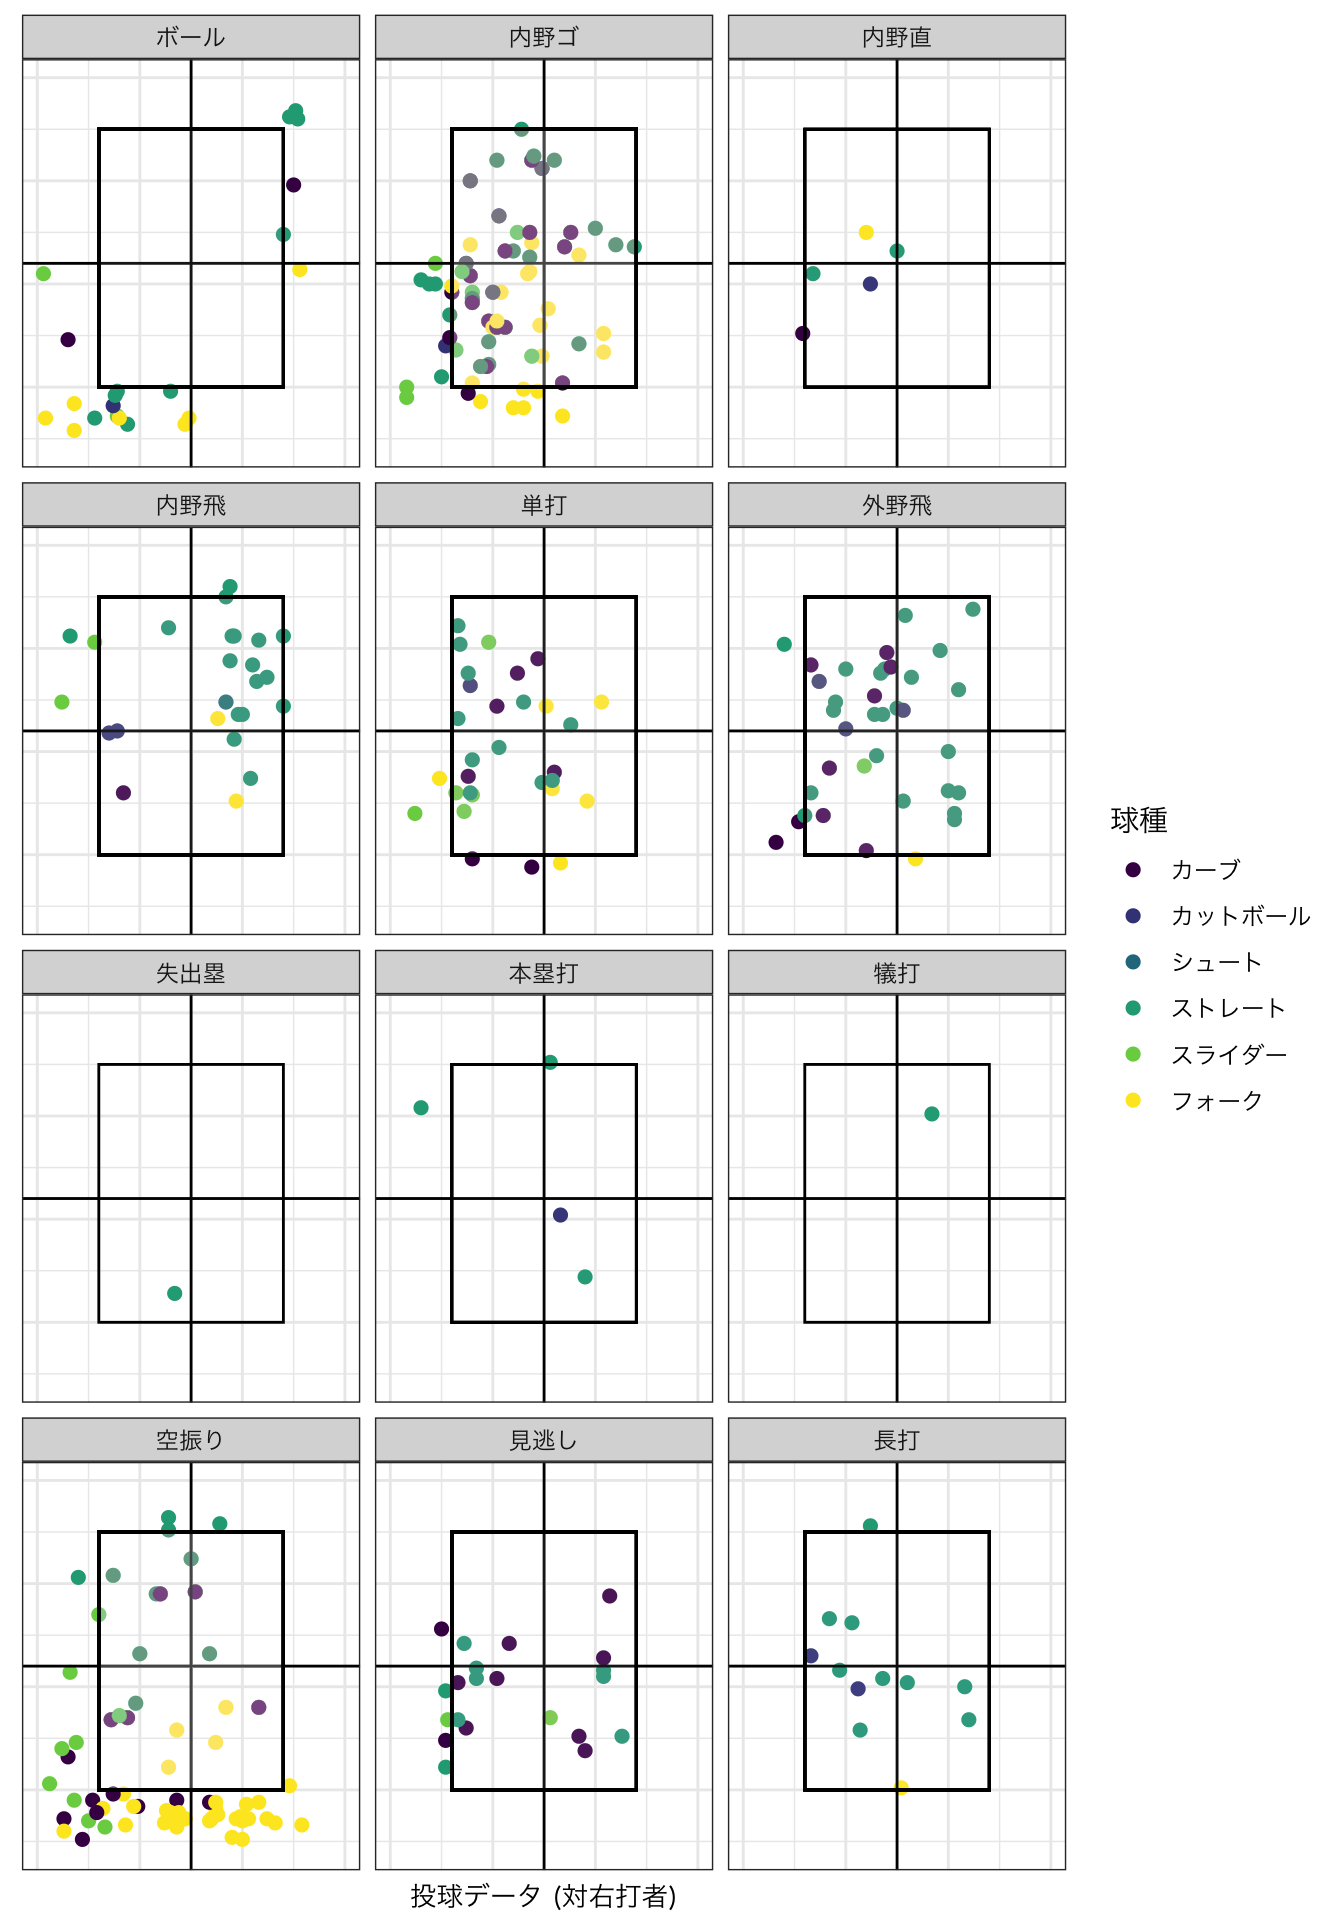 ボール
内野ゴ
内野直
内野飛
単打
外野飛
失出塁
本塁打
犠打
空振り
見逃し
長打
投球データ (対右打者)
球種
カーブ
カットボール
シュート
ストレート
スライダー
フォーク